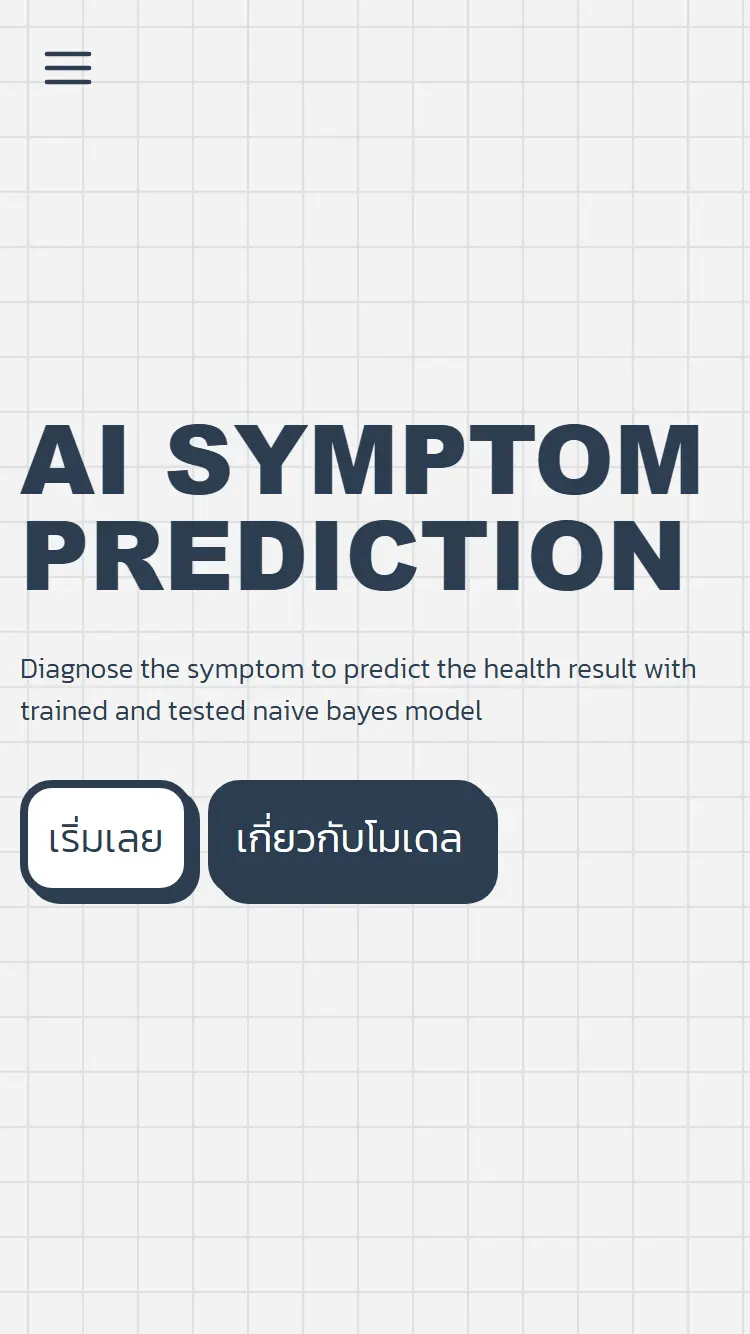 AI SYMPTOM
PREDICTION
Diagnose the symptom to predict the health result with
trained and tested naive bayes model
เริ่มเลย
เกี่ยวกับโมเดล